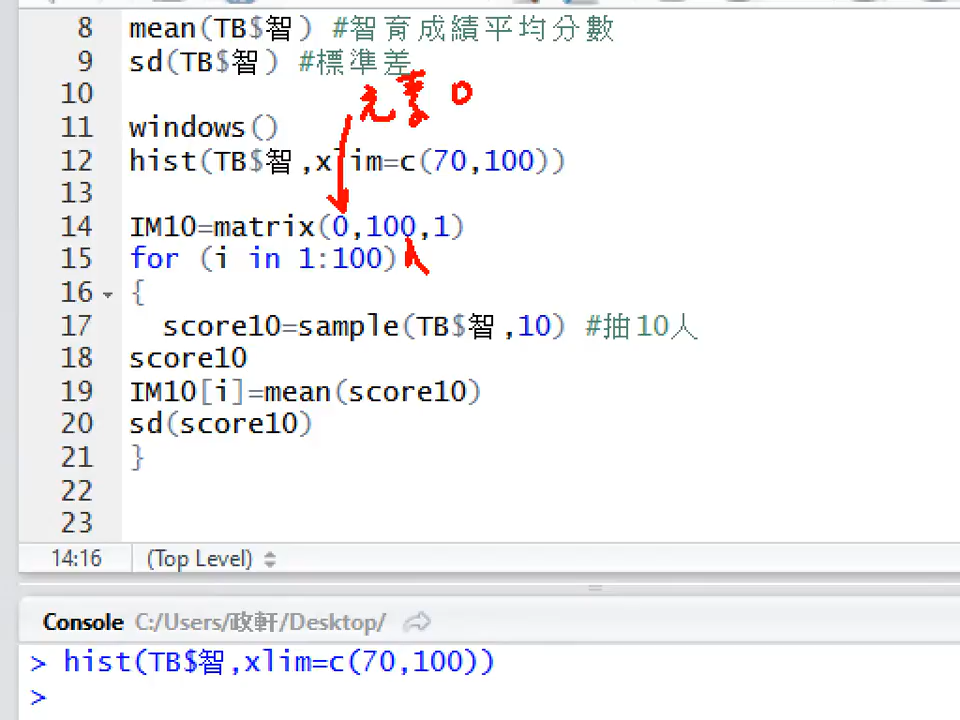 8 mean(TB$智) #智育成績平均分數
9 sd(TB$智) #標準差
10
元素0
11 windows()
12 hist(TB$智,xlim=c(70,100))
13
14 IM10=matrix(0,100,1)
15 for (i in 1:100)
16 {
17 score10=sample(TB$智,10) #抽10人
18 score10
19 IM10[i]=mean(score10)
20 sd(score10)
21 }
22
23
14:16 (Top Level)
Console C:/Users/政軒/Desktop/
> hist(TB$智,xlim=c(70,100))
>